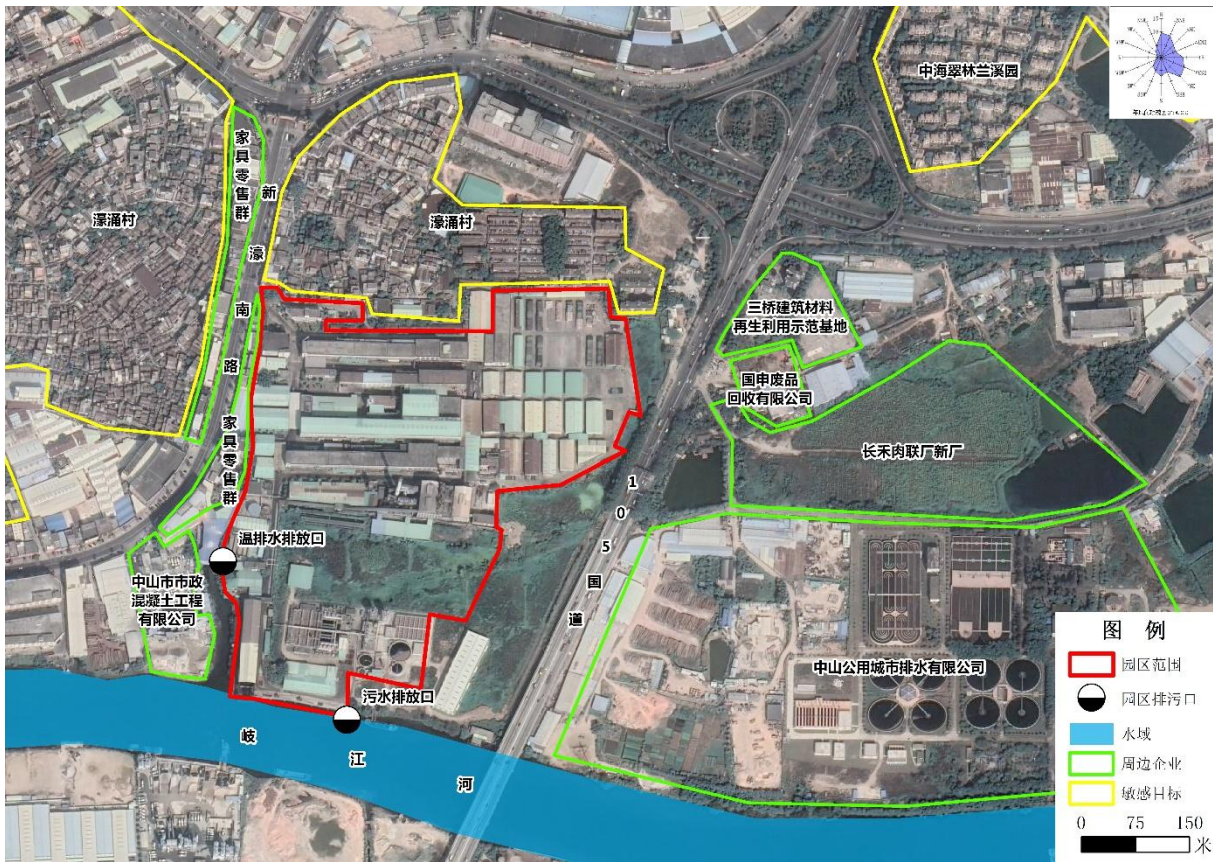 中海翠林兰溪园
家具零售群
新濠南路
濠涌村
濠涌村
三桥建筑材料
再生利用示范基地
国申废品
回收有限公司
家具零售群
长禾肉联厂新厂
105国道
温排水排放口
中山市市政
混凝土工程
有限公司
中山公用城市排水有限公司
污水排放口
岐江河
图 例
园区范围
园区排污口
水域
周边企业
敏感目标
0 75 150
米